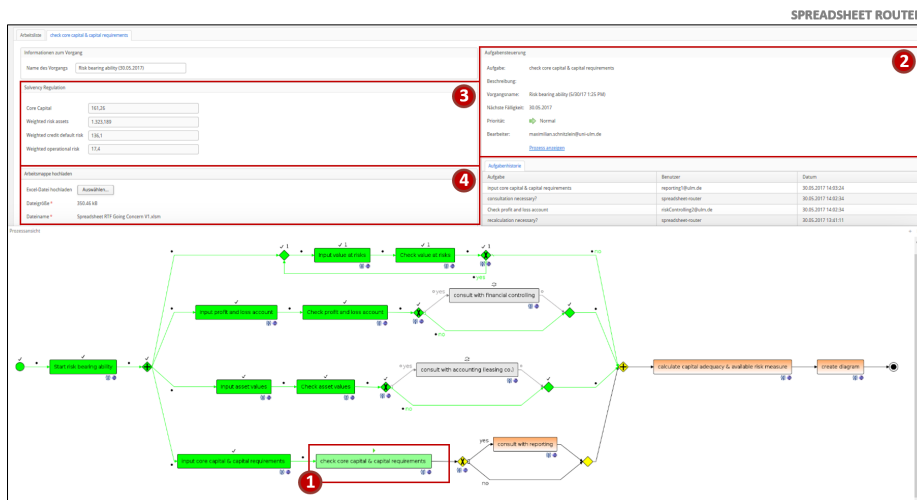 SPREADSHEET ROUTER
Arbeitsliste
check core capital & capital requirements
Informationen zum Vorgang
Name des Vorgangs
Risk bearing ability (30.05.2017)
3
Solvency Regulation
Core Capital
161,26
Weighted risk assets
1.323,189
Weighted credit default risk
136,1
Weighted operational risk
17,4
4
Arbeitsmappe hochladen
Excel-Datei hochladen
Auswählen...
Dateigröße *
350.46 kB
Dateiname *
Spreadsheet RTF Going Concern V1.xlsm
2
Aufgabensteuerung
Aufgabe:
check core capital & capital requirements
Beschreibung:
Vorgangsname:
Risk bearing ability (5/30/17 1:25 PM)
Nächste Fälligkeit:
30.05.2017
Priorität:
Normal
Bearbeiter:
maximilian.schnitzlein@uni-ulm.de
Prozess anzeigen
Aufgabenhistorie
Aufgabe
Benutzer
Datum
Input core capital & capital requirements
reporting1@ulm.de
30.05.2017 14:03:24
consultation necessary?
spreadsheet-router
30.05.2017 14:02:34
Check profit and loss account
riskControlling2@ulm.de
30.05.2017 14:02:34
recalculation necessary?
spreadsheet-router
30.05.2017 13:41:11
Prozessansicht
1
1
1
1
no
Input value at risks
Check value at risks
yes
yes
consult with financial controlling
Input profit and loss account
Check profit and loss account
no
Start risk bearing ability
yes
consult with accounting (leasing co.)
calculate capital adequacy & available risk measure
create diagram
Input asset values
Check asset values
no
yes
consult with reporting
Input core capital & capital requirements
check core capital & capital requirements
no
1